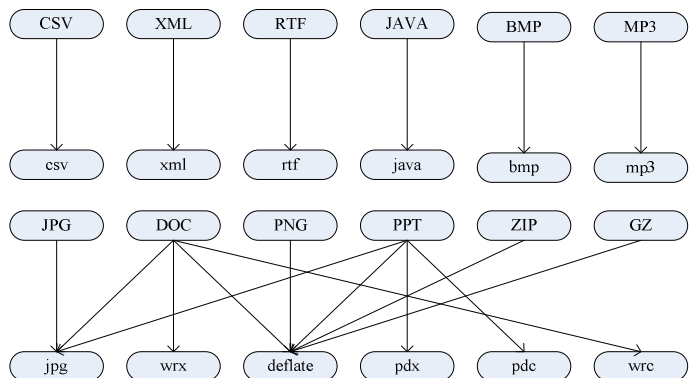 CSV XML RTF JAVA BMP MP3
csv xml rtf java bmp mp3
JPG DOC PNG PPT ZIP GZ
jpg wrx deflate pdx pdc wrc